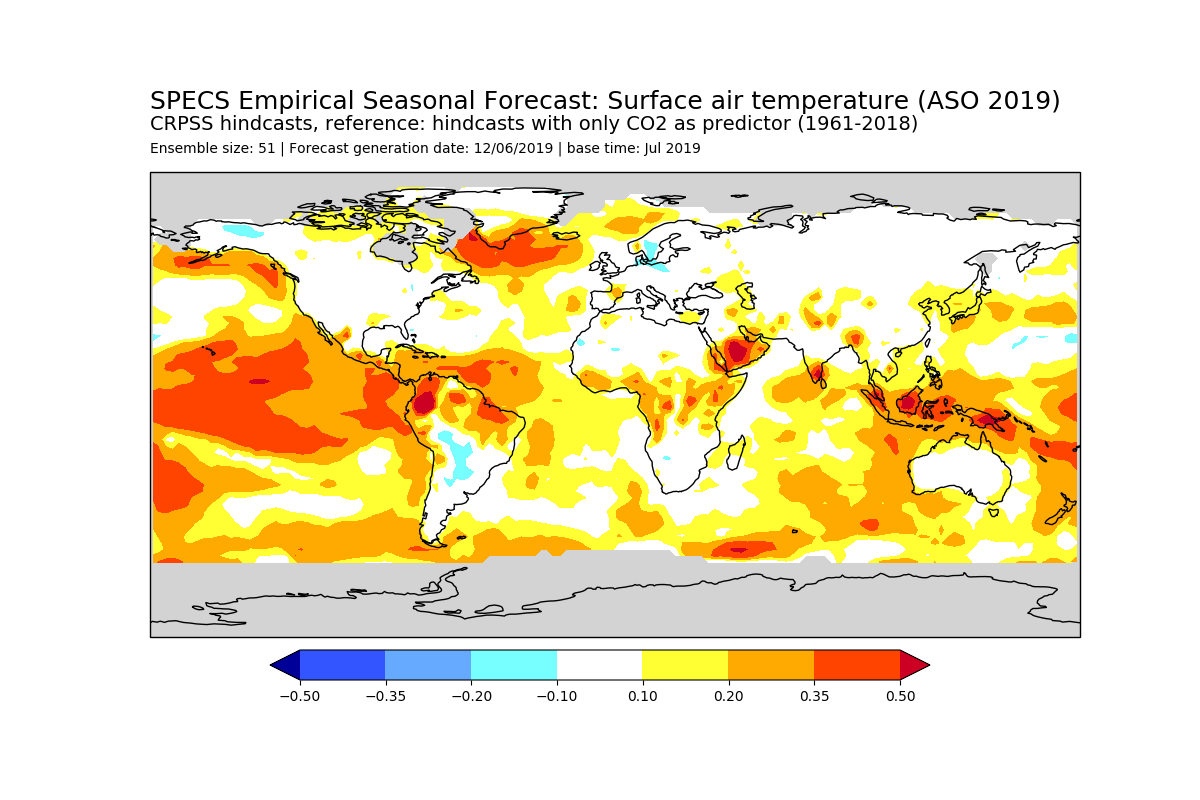 SPECS Empirical Seasonal Forecast: Surface air temperature (ASO 2019)
CRPSS hindcasts, reference: hindcasts with only CO2 as predictor (1961-2018)
Ensemble size: 51 | Forecast generation date: 12/06/2019 | base time: Jul 2019
−0.50 −0.35 −0.20 −0.10 0.10 0.20 0.35 0.50